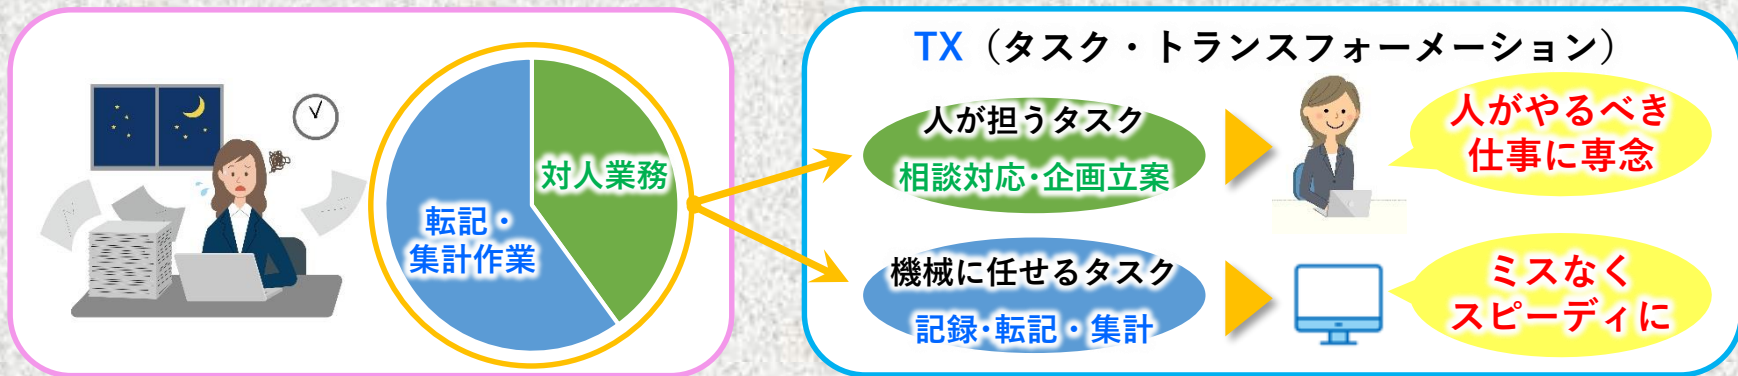 転記・
集計作業
対人業務
TX（タスク・トランスフォーメーション）
人が担うタスク
相談対応･企画立案
人がやるべき
仕事に専念
機械に任せるタスク
記録･転記・集計
ミスなく
スピーディに